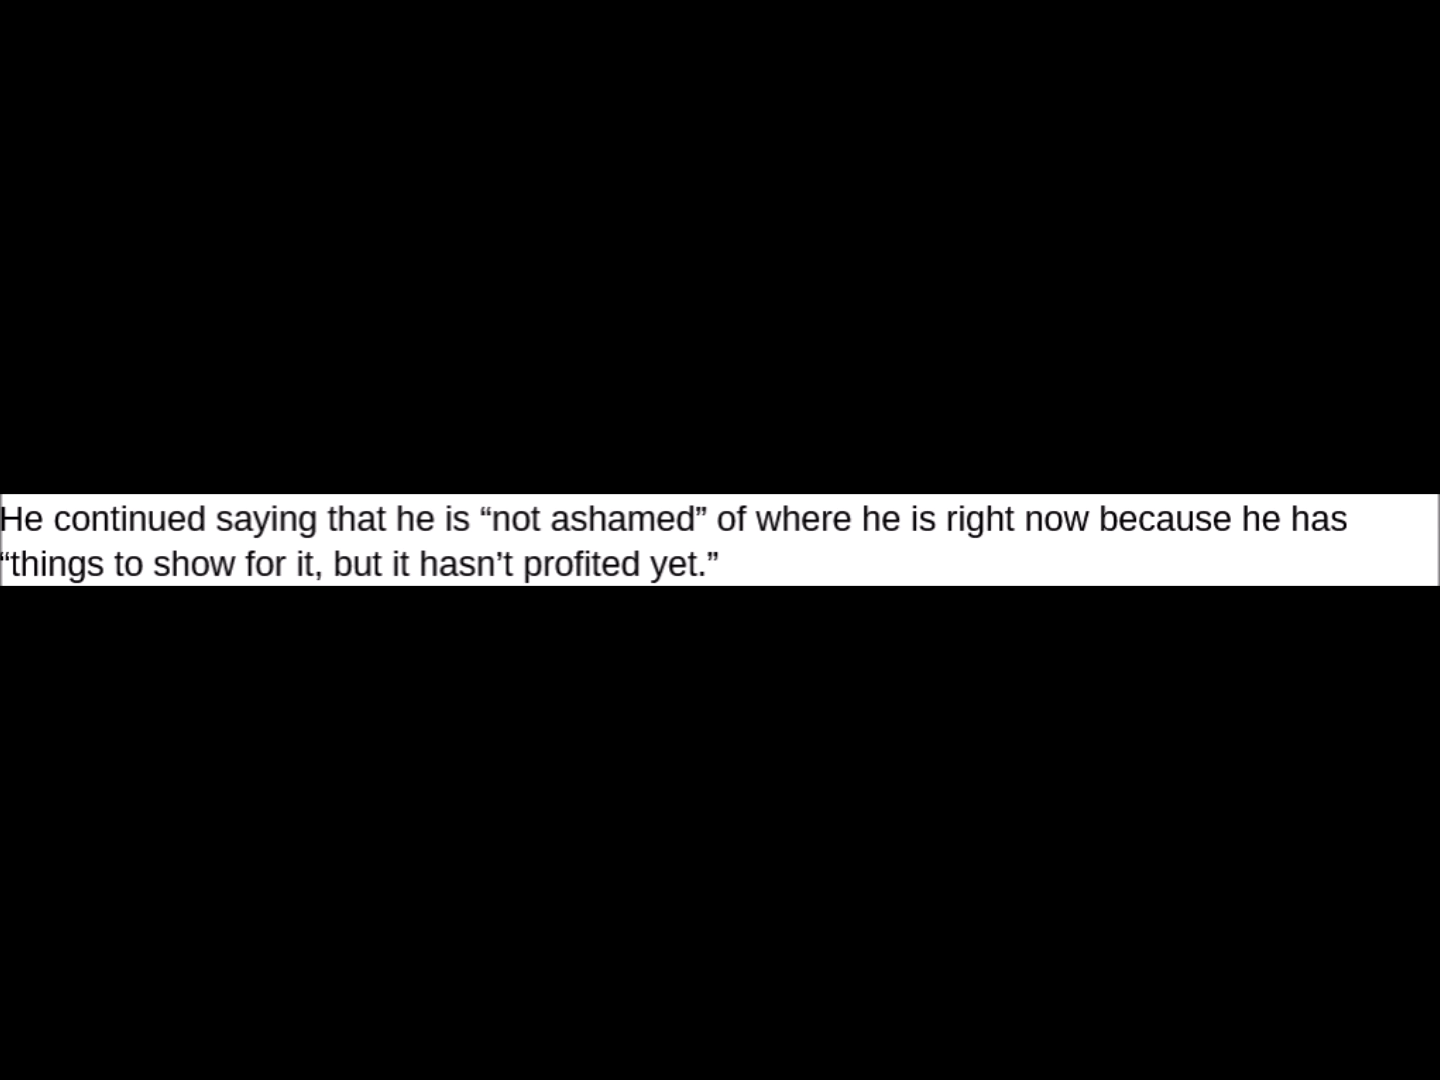 He continued saying that he is “not ashamed” of where he is right now because he has
“things to show for it, but it hasn’t profited yet.”